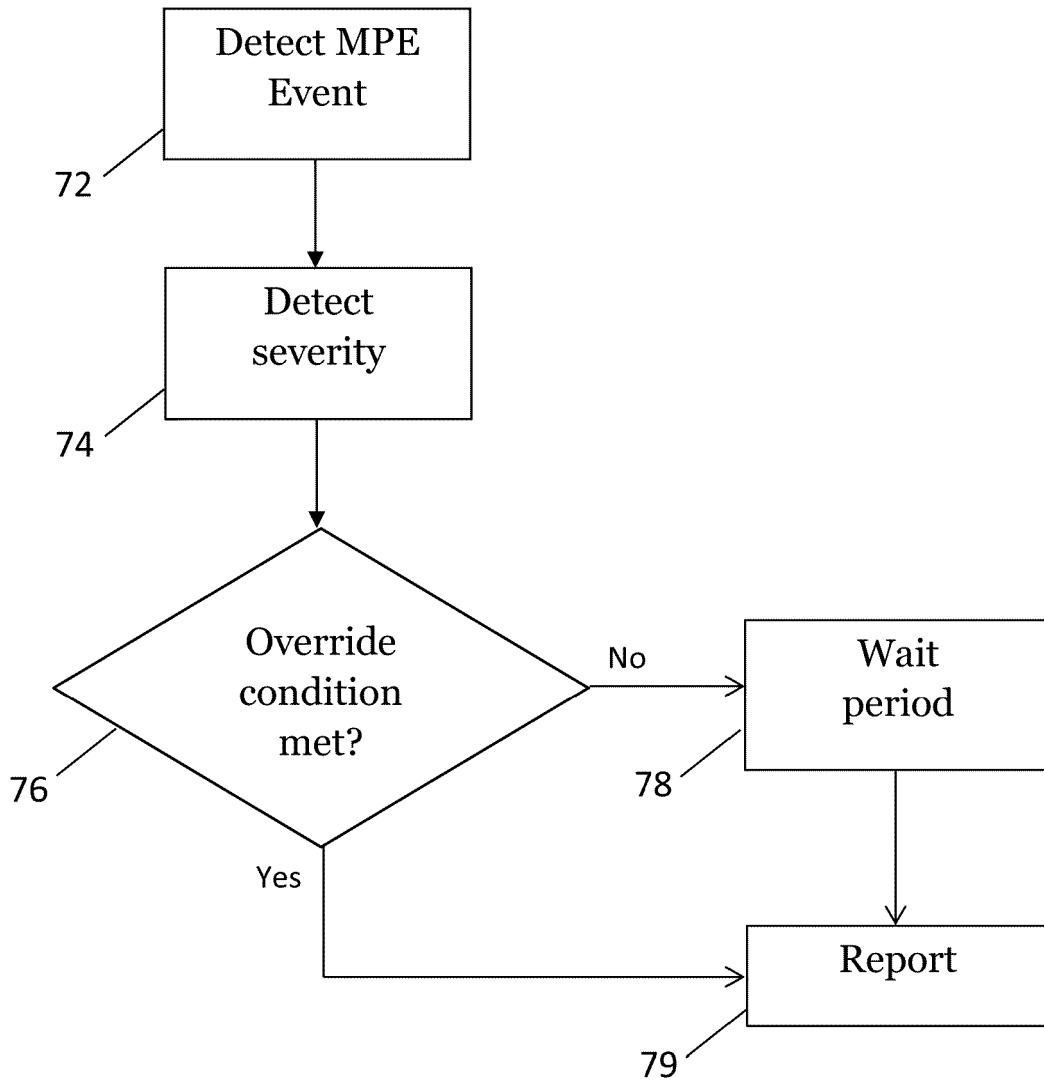 Detect MPE
Event
72
Detect
severity
74
Override
condition
met?
76
No
Wait
period
78
Yes
Report
79